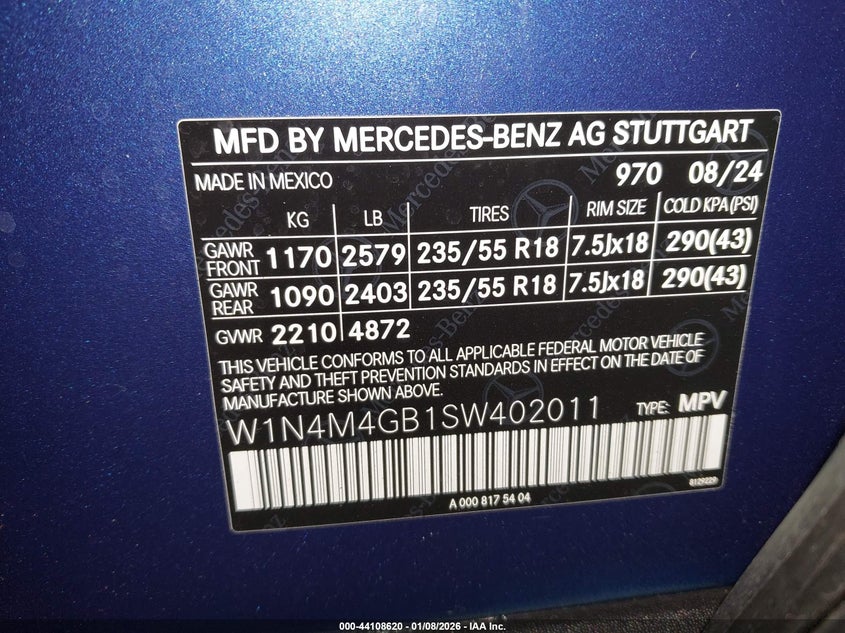 MFD BY MERCEDES-BENZ AG STUTTGART
MADE IN MEXICO 970 08/24
KG LB TIRES RIM SIZE COLD KPA (PSI)
GAWR FRONT 1170 2579 235/55 R18 7.5Jx18 290(43)
GAWR REAR 1090 2403 235/55 R18 7.5Jx18 290(43)
GVWR 2210 4872
THIS VEHICLE CONFORMS TO ALL APPLICABLE FEDERAL MOTOR VEHICLE
SAFETY AND THEFT PREVENTION STANDARDS IN EFFECT ON THE DATE OF
MANUFACTURE SHOWN ABOVE.
W1N4M4GB1SW402011 TYPE: MPV
8129229
A 000 817 54 04
000-44108620 - 01/08/2026 - IAA Inc.